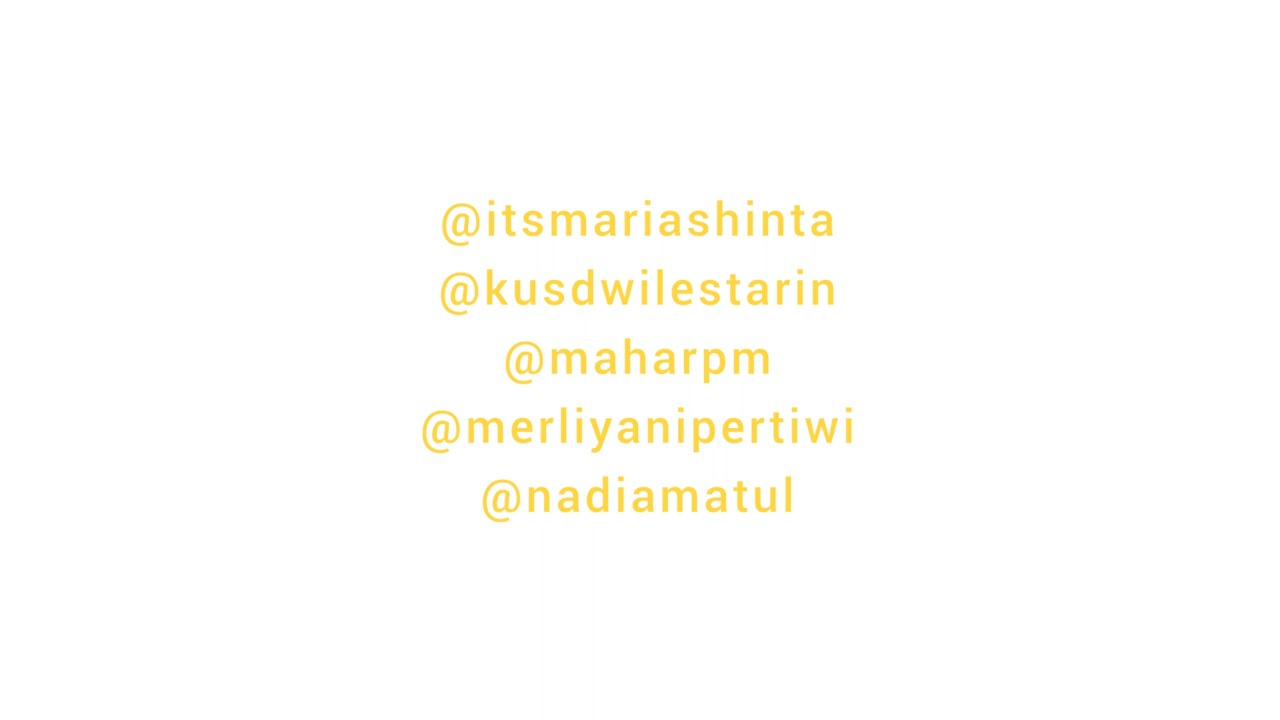 @itsmariashinta
@kusdwilestarin
@maharpm
@merliyanipertiwi
@nadiamatul